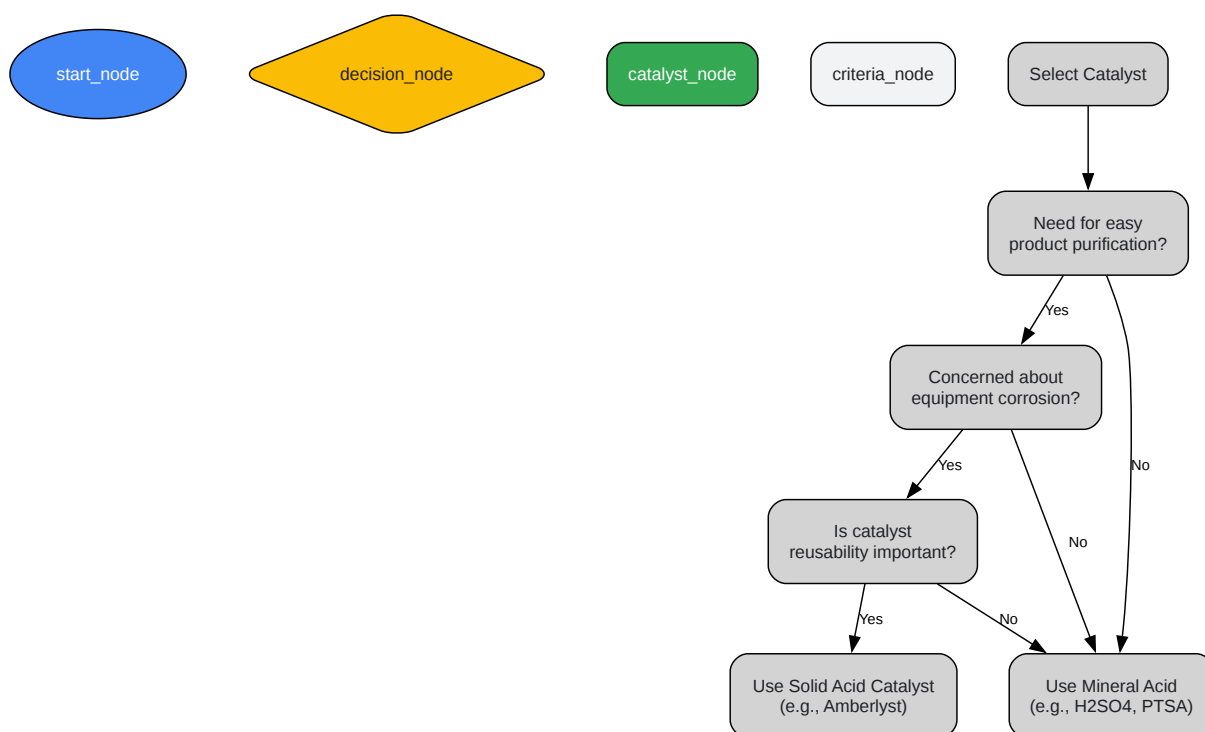 start_node
decision_node
catalyst_node
criteria_node
Select Catalyst
Need for easy
product purification?
Yes
Concerned about
equipment corrosion?
Yes
No
Is catalyst
reusability important?
No
Yes
No
Use Solid Acid Catalyst
(e.g., Amberlyst)
Use Mineral Acid
(e.g., H2SO4, PTSA)